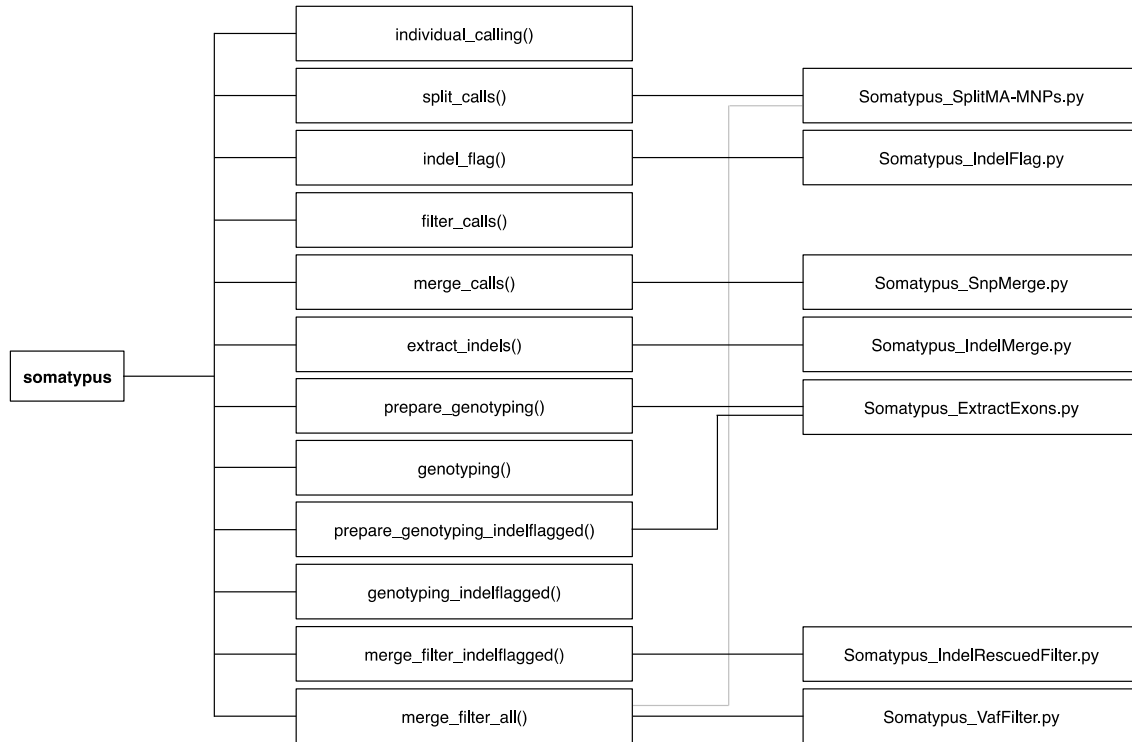 somatypus
individual_calling()
split_calls()
indel_flag()
filter_calls()
merge_calls()
extract_indels()
prepare_genotyping()
genotyping()
prepare_genotyping_indelflagged()
genotyping_indelflagged()
merge_filter_indelflagged()
merge_filter_all()
Somatypus_SplitMA-MNPs.py
Somatypus_IndelFlag.py
Somatypus_SnpMerge.py
Somatypus_IndelMerge.py
Somatypus_ExtractExons.py
Somatypus_IndelRescuedFilter.py
Somatypus_VafFilter.py